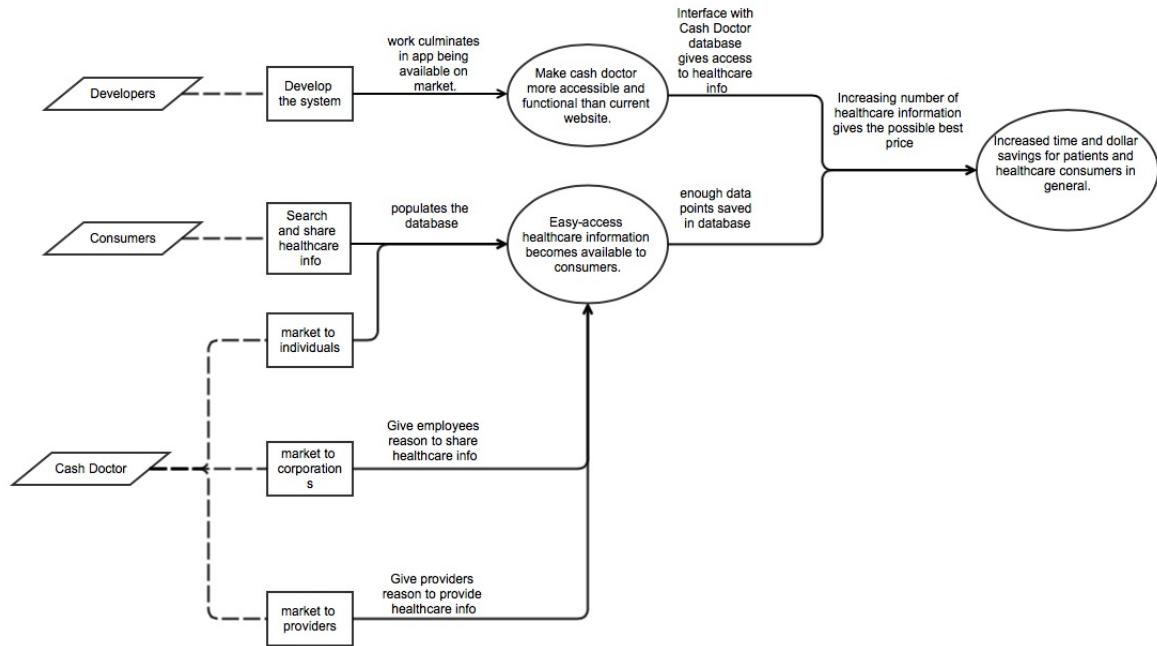 Developers
Develop
the system
work culminates
in app being
available on
market.
Make cash doctor
more accessible and
functional than current
website.
Interface with
Cash Doctor
database
gives access
to healthcare
info
Increasing number of
healthcare information
gives the possible best
price
Increased time and dollar
savings for patients and
healthcare consumers in
general.
Consumers
Search
and share
healthcare
info
populates the
database
Easy-access
healthcare information
becomes available to
consumers.
enough data
points saved
in database
market to
individuals
Cash Doctor
market to
corporation
s
Give employees
reason to share
healthcare info
market to
providers
Give providers
reason to provide
healthcare info